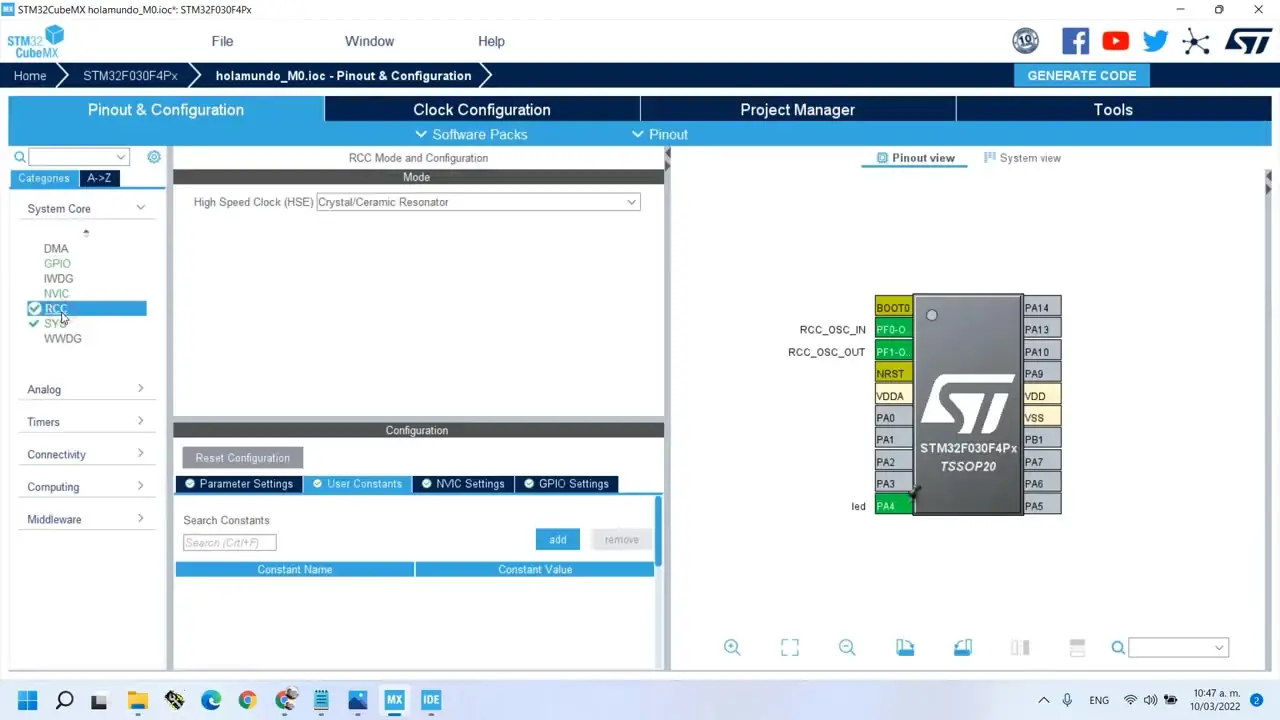 STM32CubeMX holamundo_M0.ioc*: STM32F030F4Px
STM32 CubeMX
File
Window
Help
10
Home
STM32F030F4Px
holamundo_M0.ioc - Pinout & Configuration
GENERATE CODE
Pinout & Configuration
Clock Configuration
Project Manager
Tools
Software Packs
Pinout
Categories
A->Z
System Core
DMA
GPIO
IWDG
NVIC
RCC
SYS
WWDG
Analog
Timers
Connectivity
Computing
Middleware
RCC Mode and Configuration
Mode
High Speed Clock (HSE) Crystal/Ceramic Resonator
Configuration
Reset Configuration
Parameter Settings
User Constants
NVIC Settings
GPIO Settings
Search Constants
Search (Crtl+F)
add
remove
Constant Name
Constant Value
Pinout view
System view
BOOT0
RCC_OSC_IN PF0-O..
RCC_OSC_OUT PF1-O..
NRST
VDDA
PA0
PA1
PA2
PA3
led PA4
STM32F030F4Px
TSSOP20
PA14
PA13
PA10
PA9
VDD
VSS
PB1
PA7
PA6
PA5
MX
IDE
ENG
10:47 a. m.
10/03/2022
2